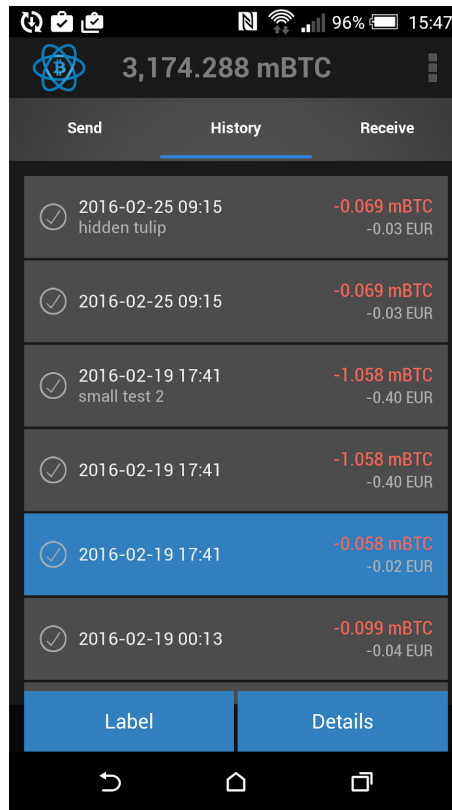 96% 15:47
3,174.288 mBTC
Send History Receive
2016-02-25 09:15 -0.069 mBTC
hidden tulip -0.03 EUR
2016-02-25 09:15 -0.069 mBTC
-0.03 EUR
2016-02-19 17:41 -1.058 mBTC
small test 2 -0.40 EUR
2016-02-19 17:41 -1.058 mBTC
-0.40 EUR
2016-02-19 17:41 -0.058 mBTC
-0.02 EUR
2016-02-19 00:13 -0.099 mBTC
-0.04 EUR
Label Details